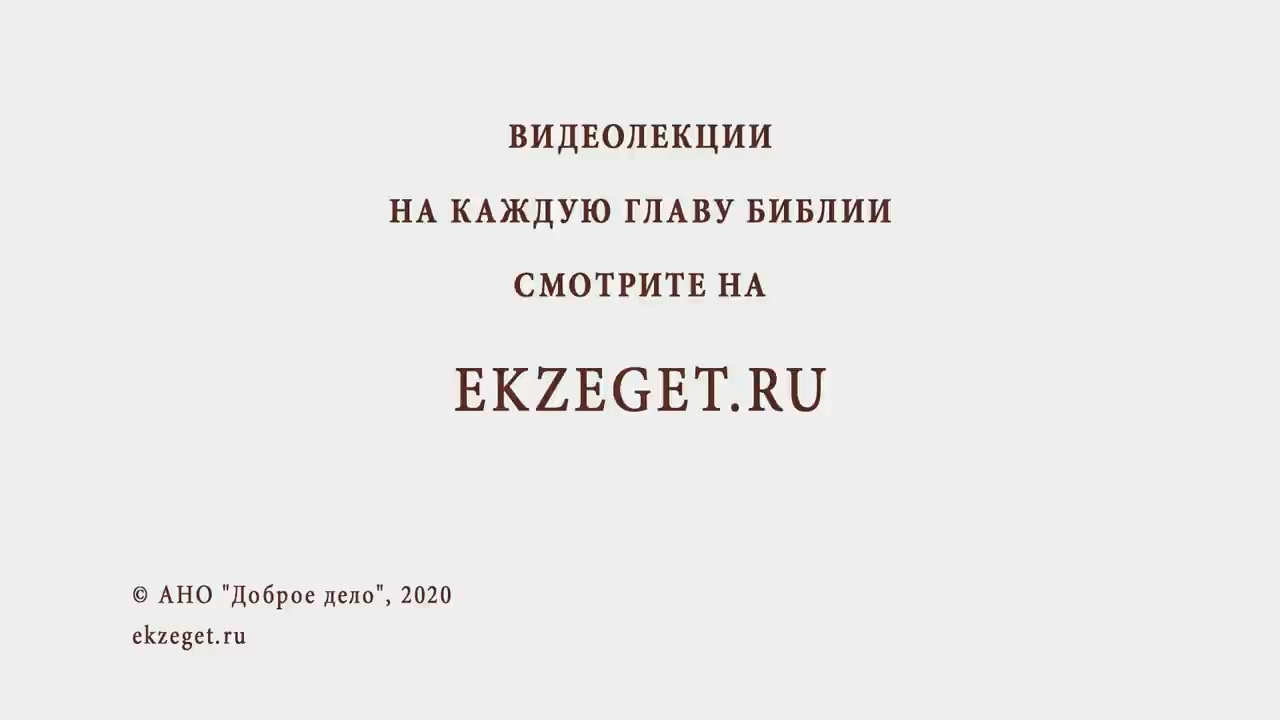 ВИДЕОЛЕКЦИИ
НА КАЖДУЮ ГЛАВУ БИБЛИИ
СМОТРИТЕ НА
EKZEGET.RU
© АНО "Доброе дело", 2020
ekzeget.ru